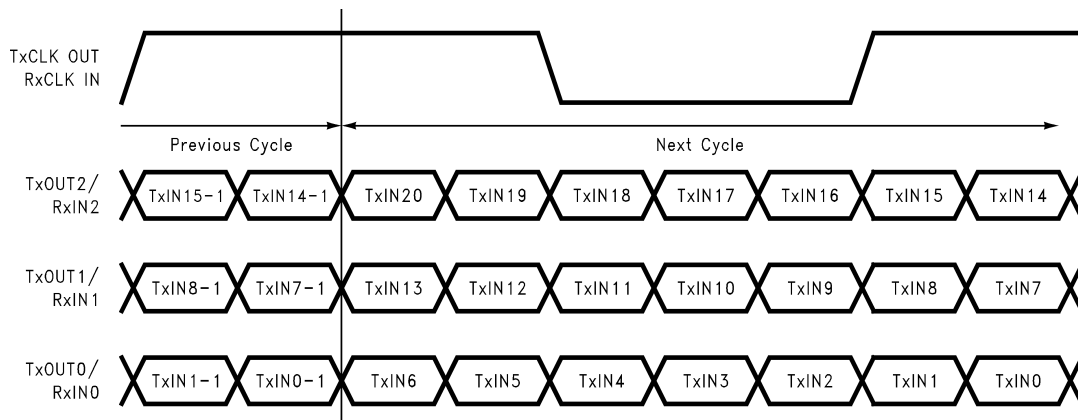 TxCLK OUT
RxCLK IN
Previous Cycle
Next Cycle
TxOUT2/
RxIN2
TxIN15-1 TxIN14-1 TxIN20 TxIN19 TxIN18 TxIN17 TxIN16 TxIN15 TxIN14
TxOUT1/
RxIN1
TxIN8-1 TxIN7-1 TxIN13 TxIN12 TxIN11 TxIN10 TxIN9 TxIN8 TxIN7
TxOUT0/
RxIN0
TxIN1-1 TxIN0-1 TxIN6 TxIN5 TxIN4 TxIN3 TxIN2 TxIN1 TxIN0